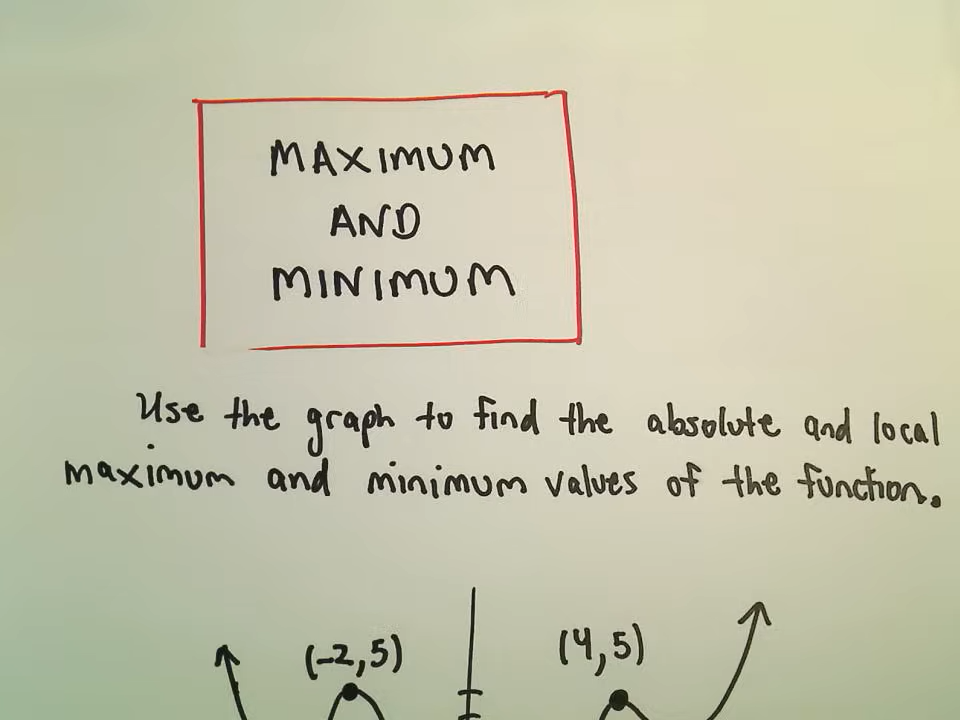 MAXIMUM
AND
MINIMUM
Use the graph to find the absolute and local
maximum and minimum values of the function.
(-2,5) (4,5)